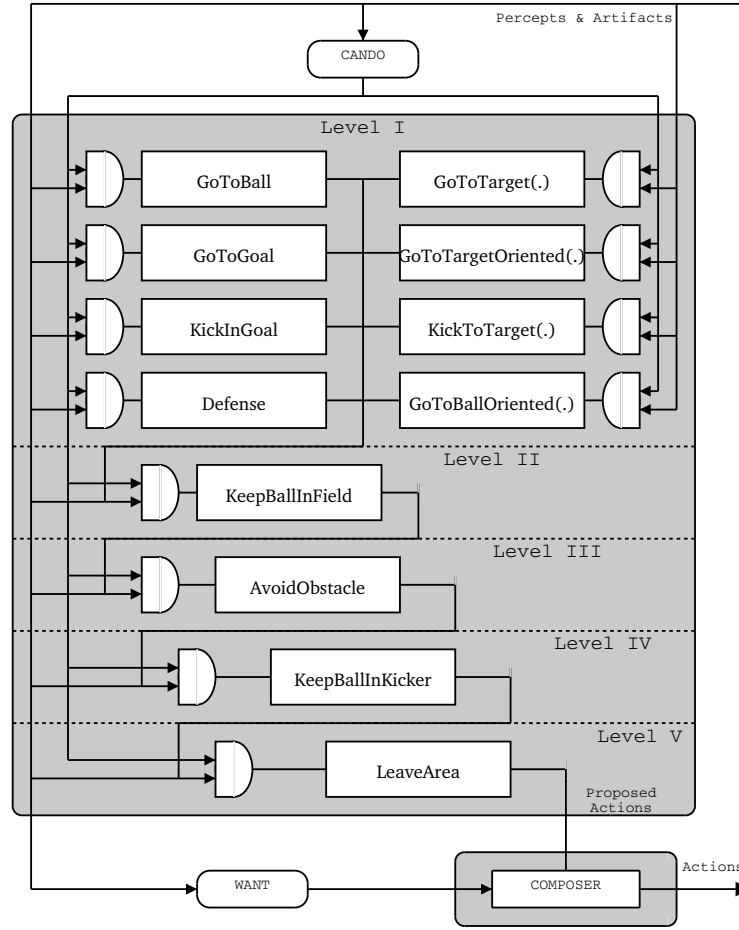 Percepts & Artifacts
CANDO
Level I
GoToBall
GoToTarget(.)
GoToGoal
GoToTargetOriented(.)
KickInGoal
KickToTarget(.)
Defense
GoToBallOriented(.)
Level II
KeepBallInField
Level III
AvoidObstacle
Level IV
KeepBallInKicker
Level V
LeaveArea
Proposed
Actions
Actions
WANT
COMPOSER